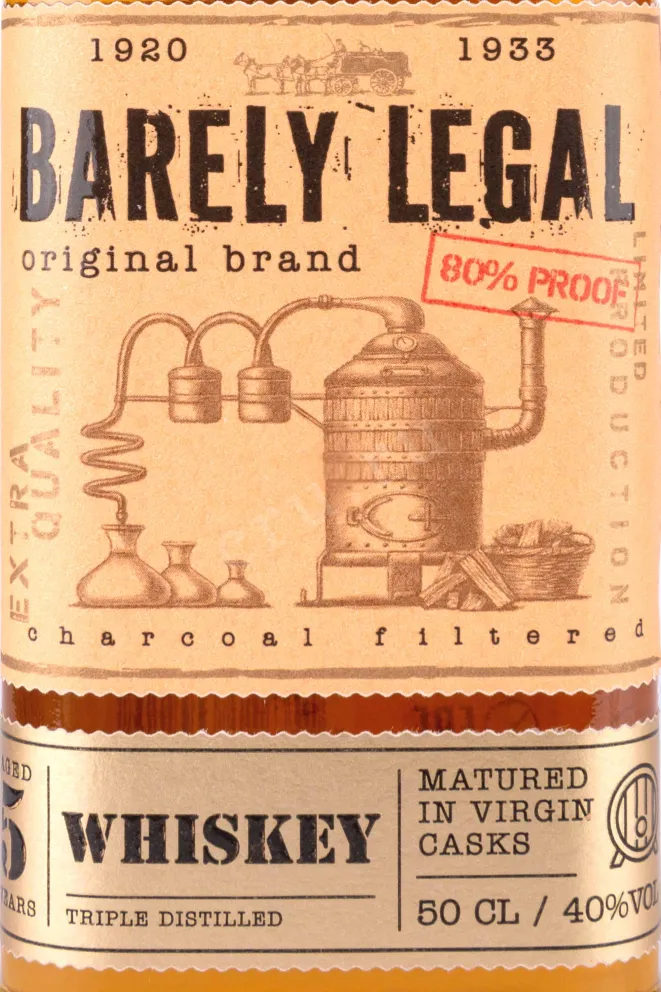 1920 1933
BARELY LEGAL
original brand
80% PROOF
LIMITED
PRODUCTION
EXTRA
QUALITY
charcoal filtered
AGED
5
YEARS
WHISKEY
TRIPLE DISTILLED
MATURED
IN VIRGIN
CASKS
50 CL / 40%VOL